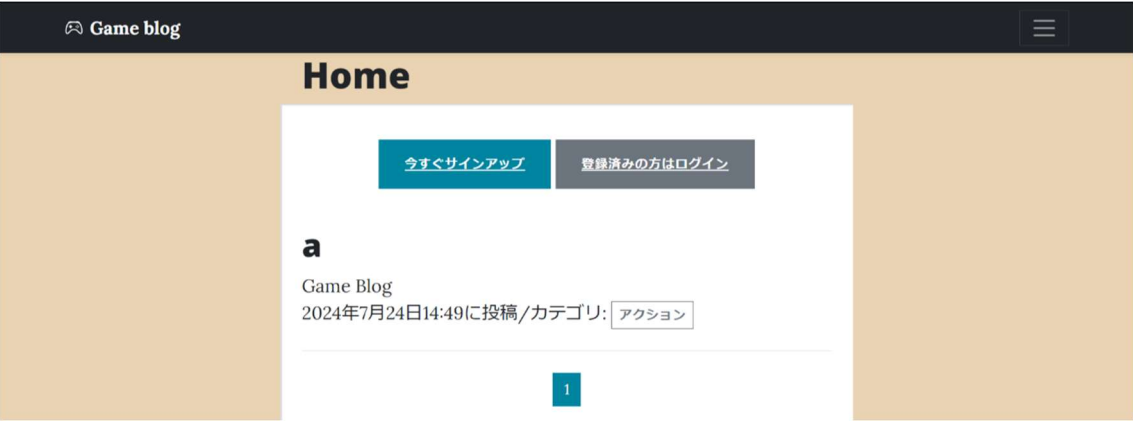 Game blog
Home
今すぐサインアップ 登録済みの方はログイン
a
Game Blog
2024年7月24日14:49に投稿/カテゴリ: アクション
1